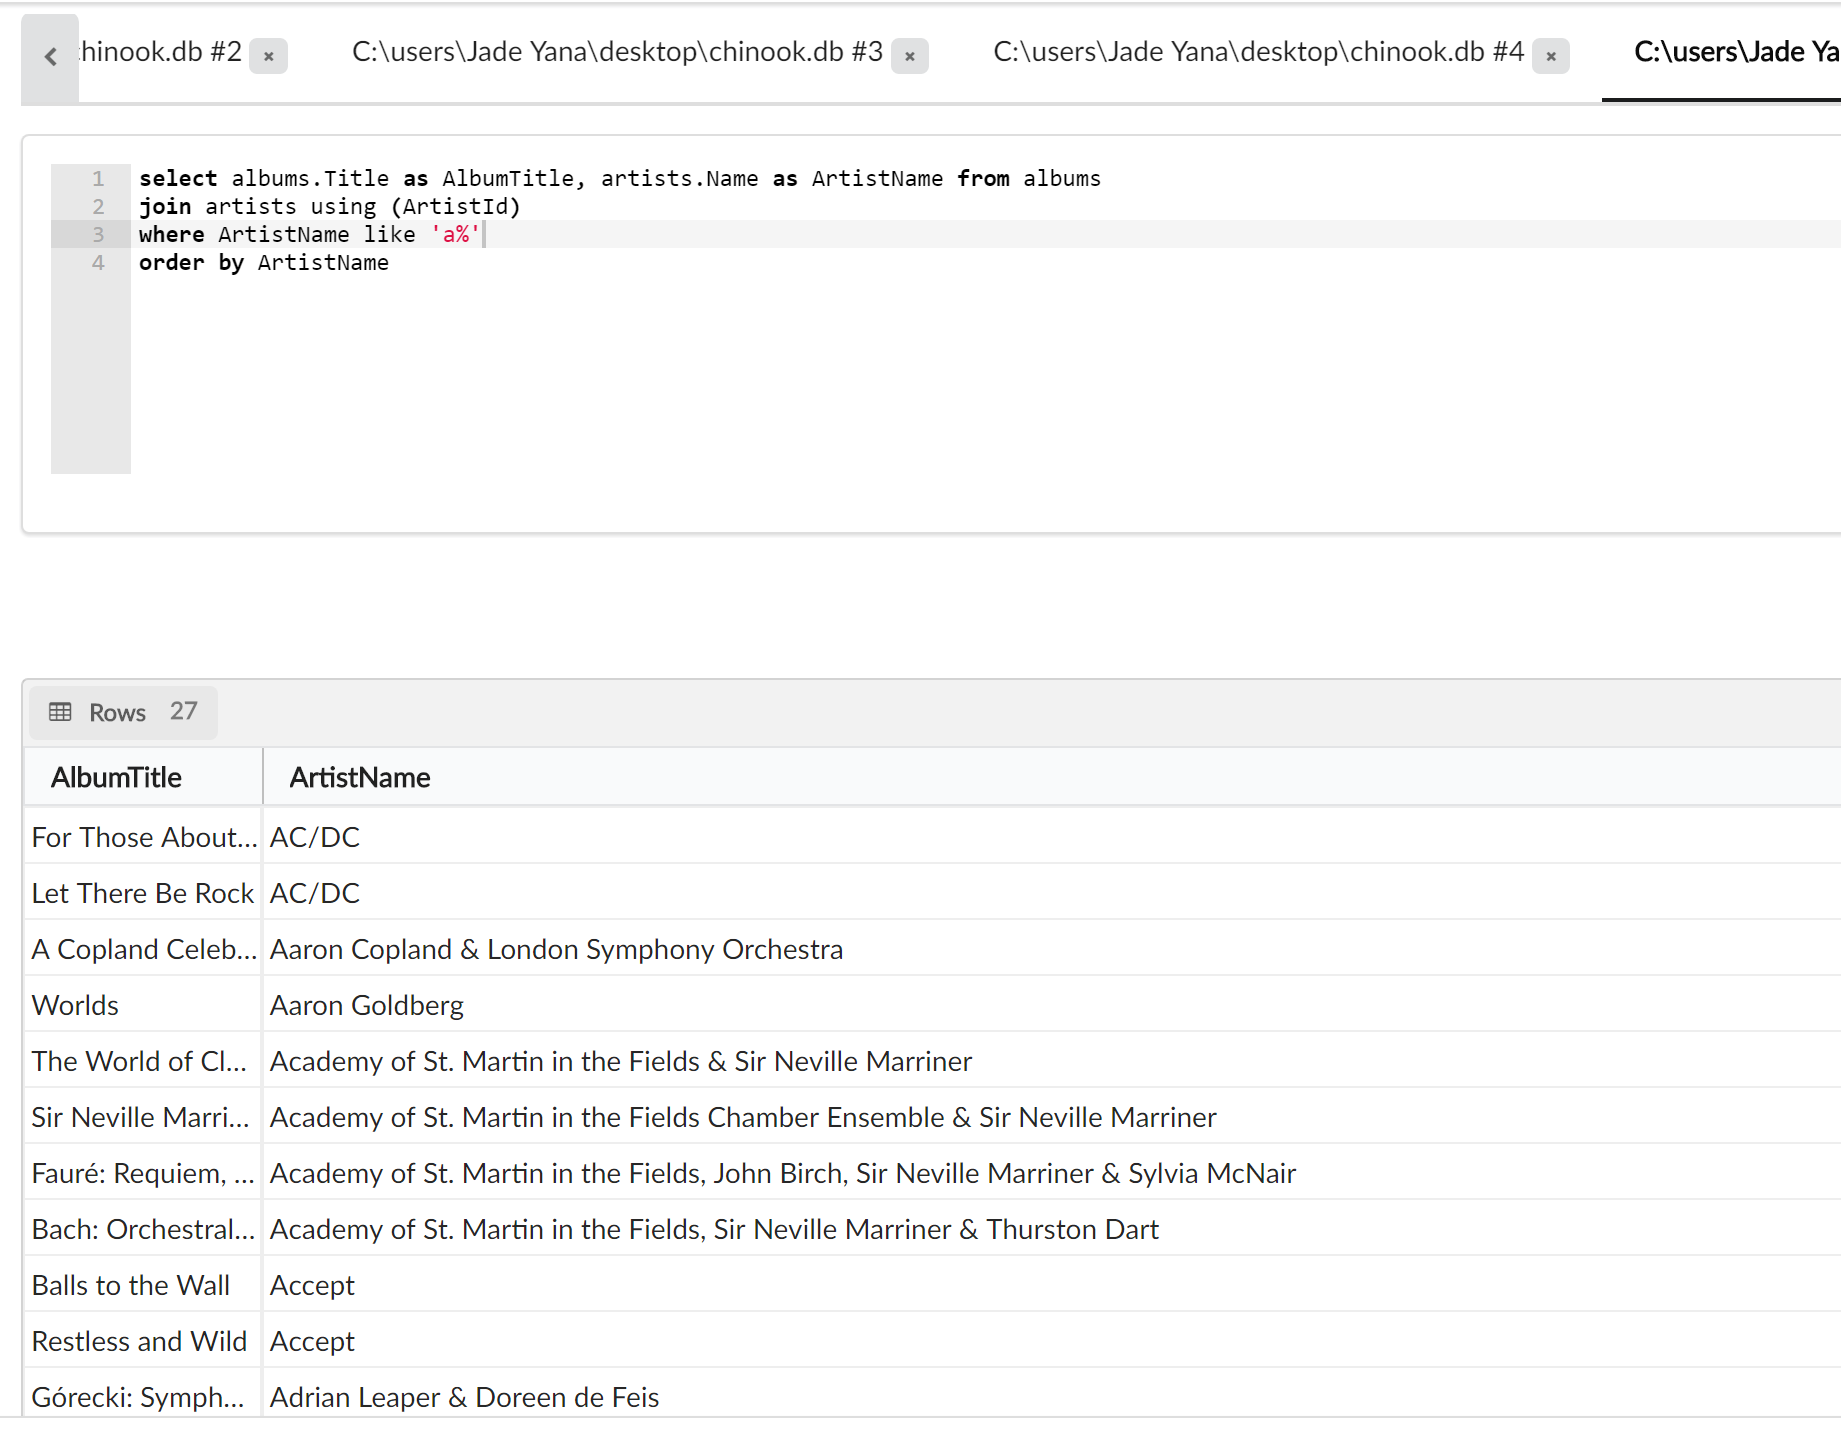 hinook.db #2 × C:\users\Jade Yana\desktop\chinook.db #3 × C:\users\Jade Yana\desktop\chinook.db #4 × C:\users\Jade Ya
1 select albums.Title as AlbumTitle, artists.Name as ArtistName from albums
2 join artists using (ArtistId)
3 where ArtistName like 'a%'
4 order by ArtistName
Rows 27
AlbumTitle ArtistName
For Those About... AC/DC
Let There Be Rock AC/DC
A Copland Celeb... Aaron Copland & London Symphony Orchestra
Worlds Aaron Goldberg
The World of Cl... Academy of St. Martin in the Fields & Sir Neville Marriner
Sir Neville Marri... Academy of St. Martin in the Fields Chamber Ensemble & Sir Neville Marriner
Fauré: Requiem, ... Academy of St. Martin in the Fields, John Birch, Sir Neville Marriner & Sylvia McNair
Bach: Orchestral... Academy of St. Martin in the Fields, Sir Neville Marriner & Thurston Dart
Balls to the Wall Accept
Restless and Wild Accept
Górecki: Symph... Adrian Leaper & Doreen de Feis